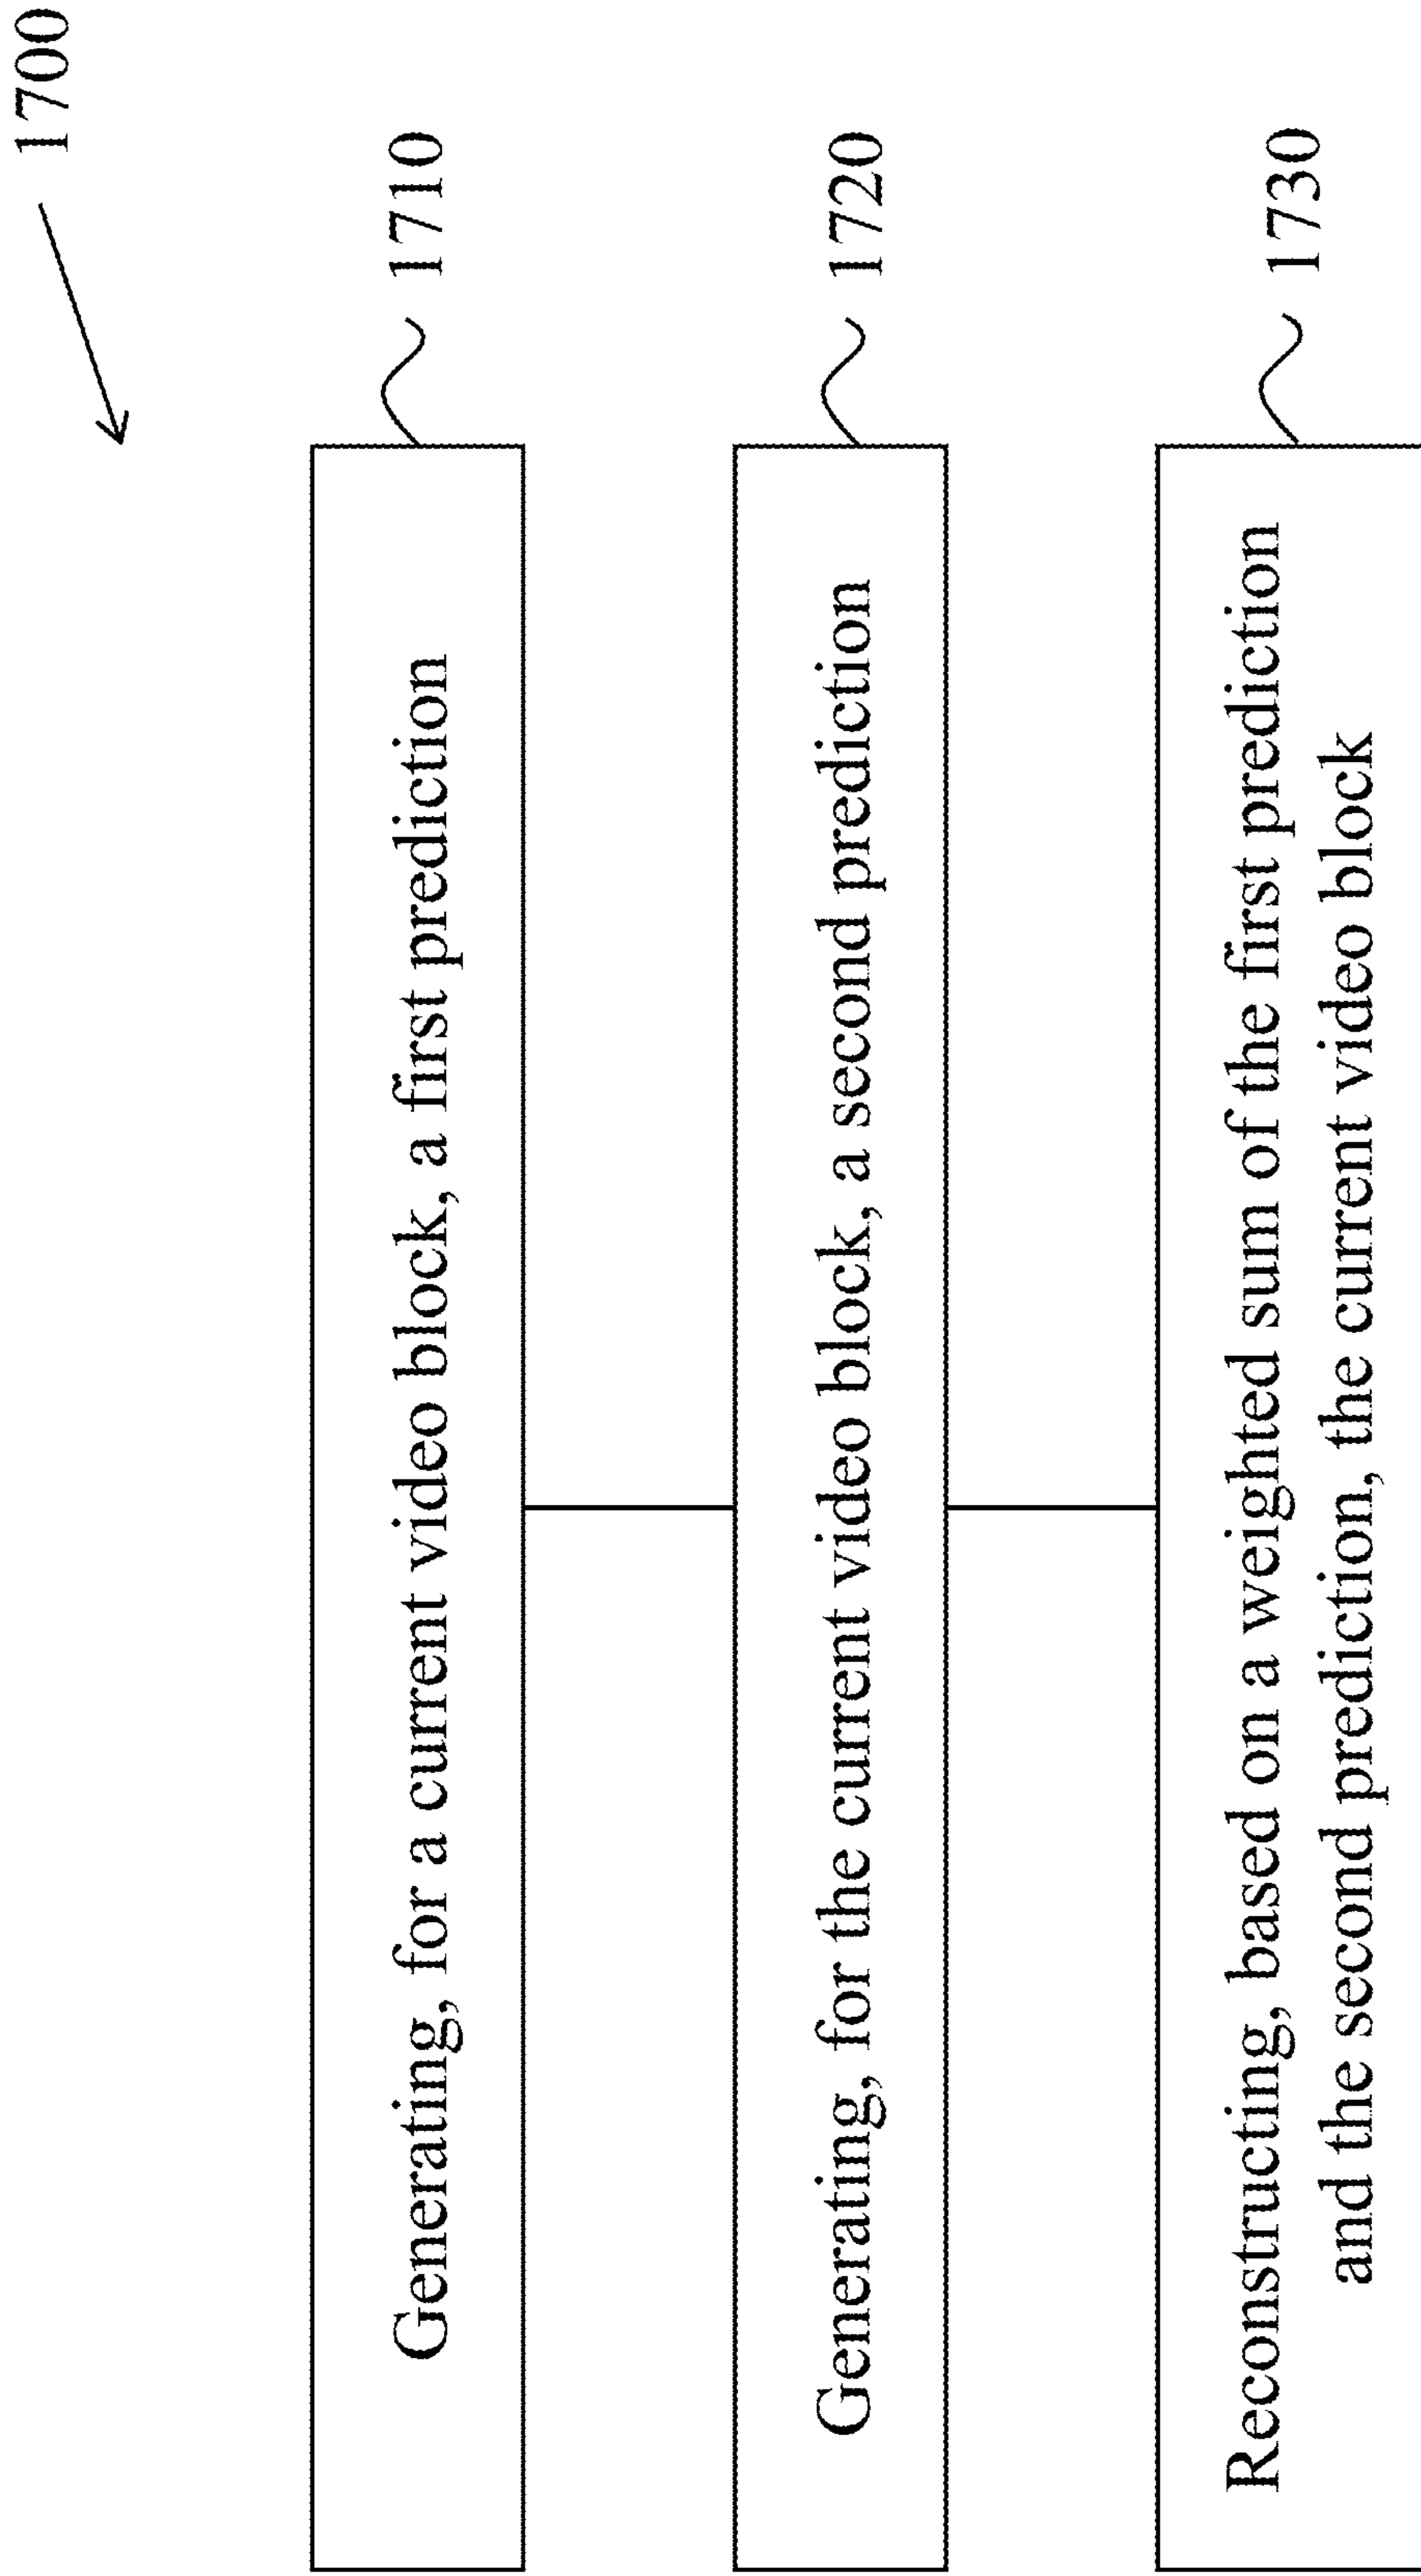 1700
Generating, for a current video block, a first prediction
1710
Generating, for the current video block, a second prediction
1720
Reconstructing, based on a weighted sum of the first prediction
and the second prediction, the current video block
1730